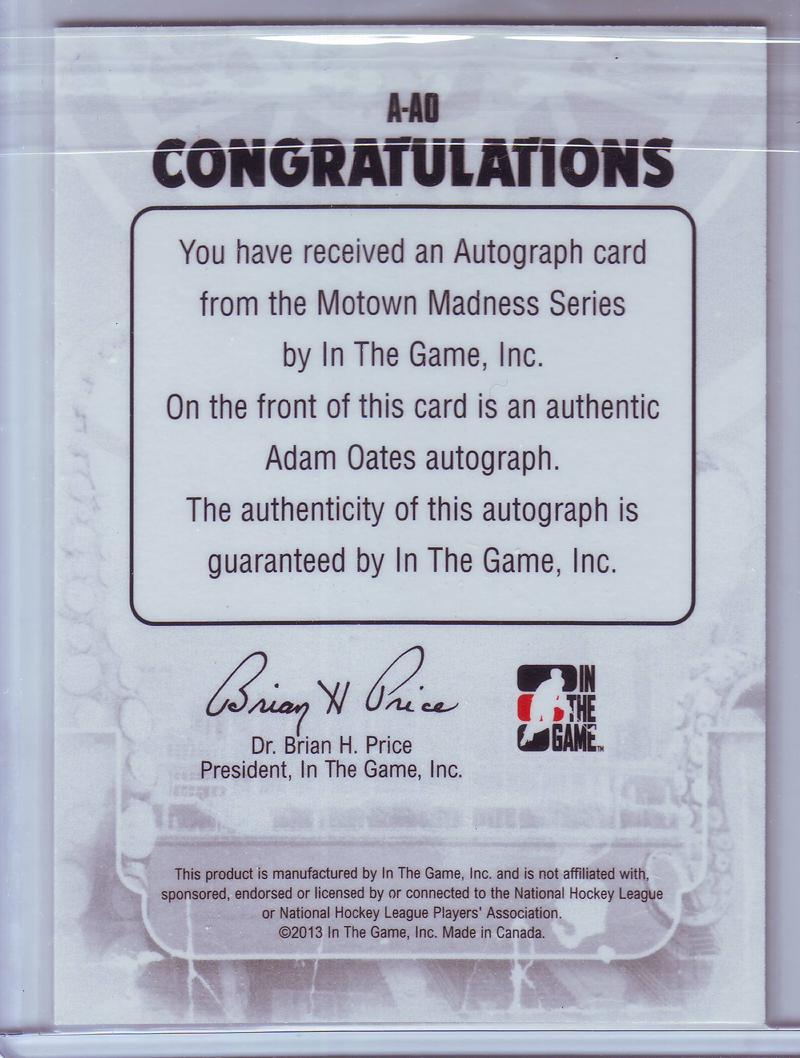 A-AO
CONGRATULATIONS
You have received an Autograph card
from the Motown Madness Series
by In The Game, Inc.
On the front of this card is an authentic
Adam Oates autograph.
The authenticity of this autograph is
guaranteed by In The Game, Inc.
Brian H Price
Dr. Brian H. Price
President, In The Game, Inc.
IN
THE
GAME™
This product is manufactured by In The Game, Inc. and is not affiliated with,
sponsored, endorsed or licensed by or connected to the National Hockey League
or National Hockey League Players' Association.
©2013 In The Game, Inc. Made in Canada.